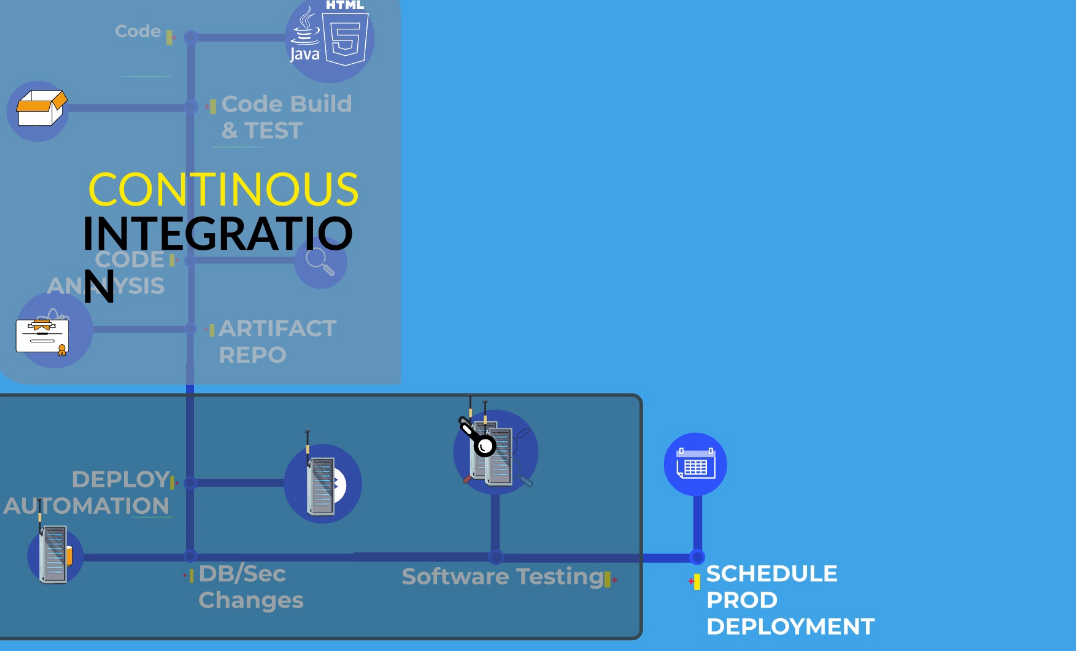 HTML
5
Java
Code
Code Build
& TEST
CONTINOUS
INTEGRATIO
N
CODE
ANALYSIS
ARTIFACT
REPO
DEPLOY
AUTOMATION
DB/Sec
Changes
Software Testing
SCHEDULE
PROD
DEPLOYMENT